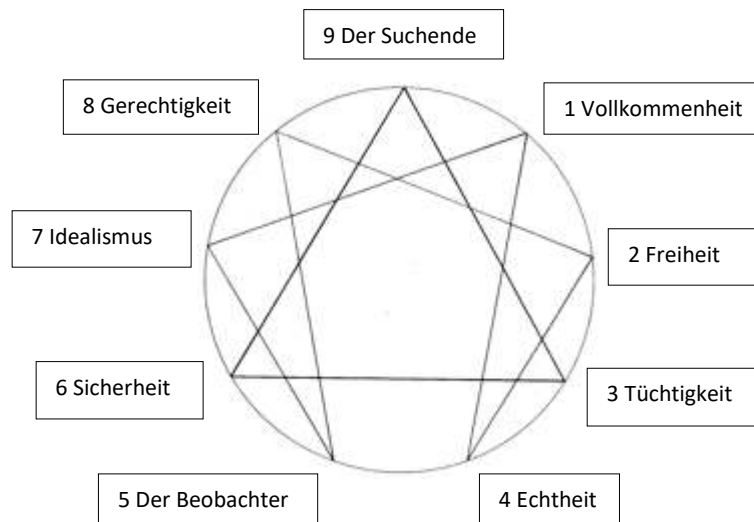 9 Der Suchende
8 Gerechtigkeit
1 Vollkommenheit
7 Idealismus
2 Freiheit
6 Sicherheit
3 Tüchtigkeit
5 Der Beobachter
4 Echtheit